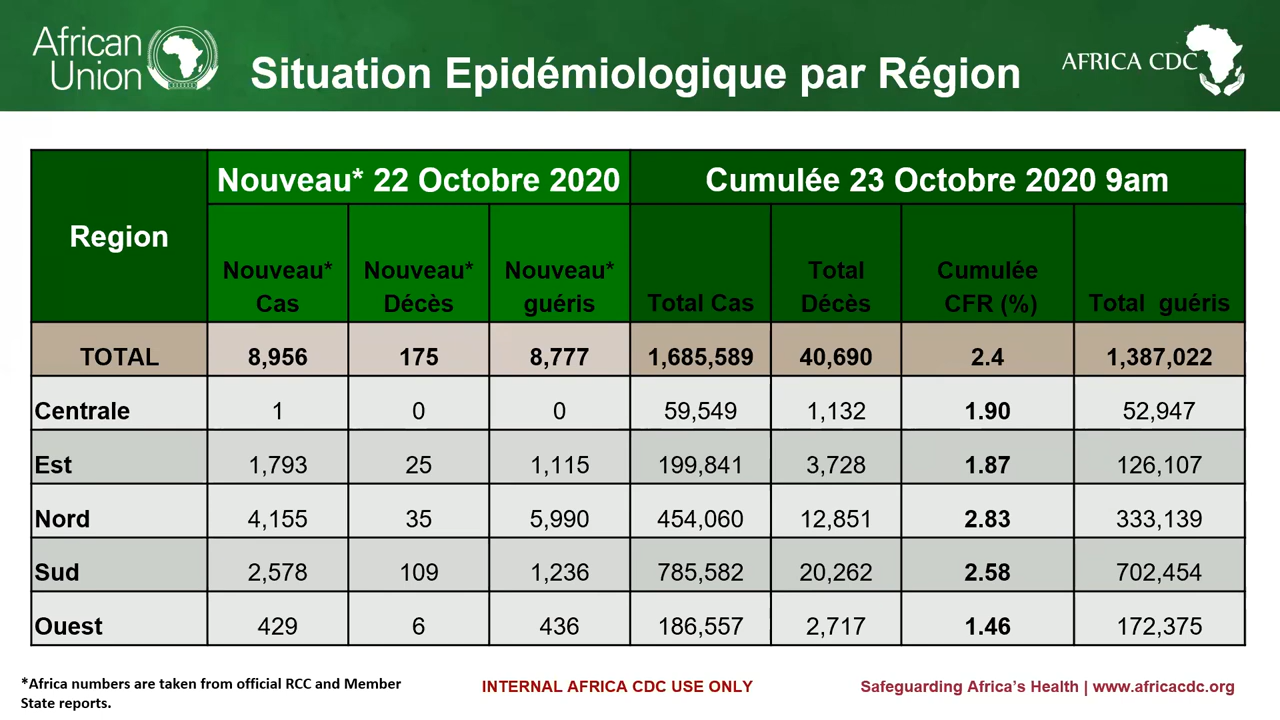 African
Union
Situation Epidémiologique par Région
AFRICA CDC
Region
Nouveau* 22 Octobre 2020
Cumulée 23 Octobre 2020 9am
Nouveau*
Cas
Nouveau*
Décès
Nouveau*
guéris
Total Cas
Total
Décès
Cumulée
CFR (%)
Total guéris
TOTAL 8,956 175 8,777 1,685,589 40,690 2.4 1,387,022
Centrale 1 0 0 59,549 1,132 1.90 52,947
Est 1,793 25 1,115 199,841 3,728 1.87 126,107
Nord 4,155 35 5,990 454,060 12,851 2.83 333,139
Sud 2,578 109 1,236 785,582 20,262 2.58 702,454
Ouest 429 6 436 186,557 2,717 1.46 172,375
*Africa numbers are taken from official RCC and Member
State reports.
INTERNAL AFRICA CDC USE ONLY
Safeguarding Africa's Health | www.africacdc.org